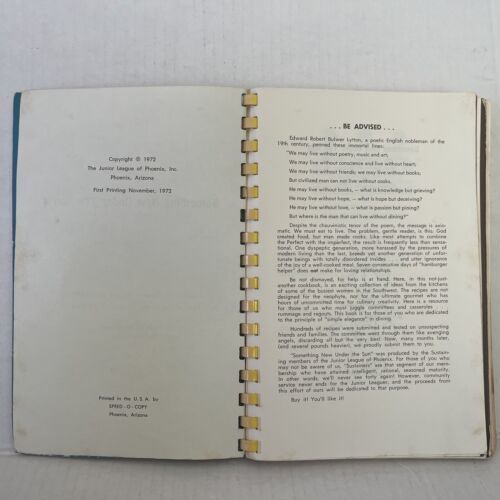 Copyright © 1972
The Junior League of Phoenix, Inc.
Phoenix, Arizona
First Printing November, 1972
Printed in the U. S. A. by
SPEED - O - COPY
Phoenix, Arizona
. . . BE ADVISED . . .
Edward Robert Bulwer Lytton, a poetic English nobleman of the
19th century, penned these immortal lines:
"We may live without poetry, music and art;
We may live without conscience and live without heart;
We may live without friends; we may live without books;
But civilized man can not live without cooks.
He may live without books, – what is knowledge but grieving?
He may live without hope, – what is hope but deceiving?
He may live without love, – what is passion but pining?
But where is the man that can live without dining?"
Despite the chauvinistic tenor of the poem, the message is axio-
matic. We must eat to live. The problem, gentle reader, is this: God
created food, but man made cooks. Like most attempts to combine
the Perfect with the imperfect, the result is frequently less than sensa-
tional. One dyspeptic generation, more harassed by the pressures of
modern living than the last, breeds yet another generation of unfor-
tunate beings with totally disordered insides . . . and utter ignorance
of the joy of a well-cooked meal. Seven consecutive days of "hamburger
helper" does not make for loving relationships.
Be not dismayed, for help is at hand. Here, in this not-just-
another cookbook, is an exciting collection of ideas from the kitchens
of some of the busiest women in the Southwest. The recipes are not
designed for the neophyte, nor for the ultimate gourmet who has
hours of uncommitted time for culinary creativity. Here is a resource
for those of us who must juggle committees and casseroles . . .
rummages and ragouts. This book is for those of you who are dedicated
to the principle of "simple elegance" in dining.
Hundreds of recipes were submitted and tested on unsuspecting
friends and families. The committee went through them like avenging
angels, discarding all but the very best. Now, many months later,
(and several pounds heavier), we proudly submit them to you.
"Something New Under the Sun" was produced by the Sustain-
ing members of the Junior League of Phoenix. For those of you who
may not be aware of us, "Sustainers" was that segment of our mem-
bership who have attained intelligent, rational, seasoned maturity.
In other words, we'll never see forty again! However, community
service never ends for the Junior Leaguer, and the proceeds from
this effort of ours will be dedicated to that purpose.
Buy it! You'll like it!